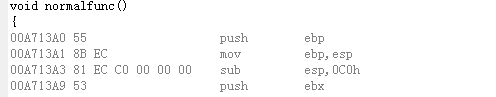 void normalfunc()
{
00A713A0 55 push ebp
00A713A1 8B EC mov ebp,esp
00A713A3 81 EC C0 00 00 00 sub esp,0C0h
00A713A9 53 push ebx